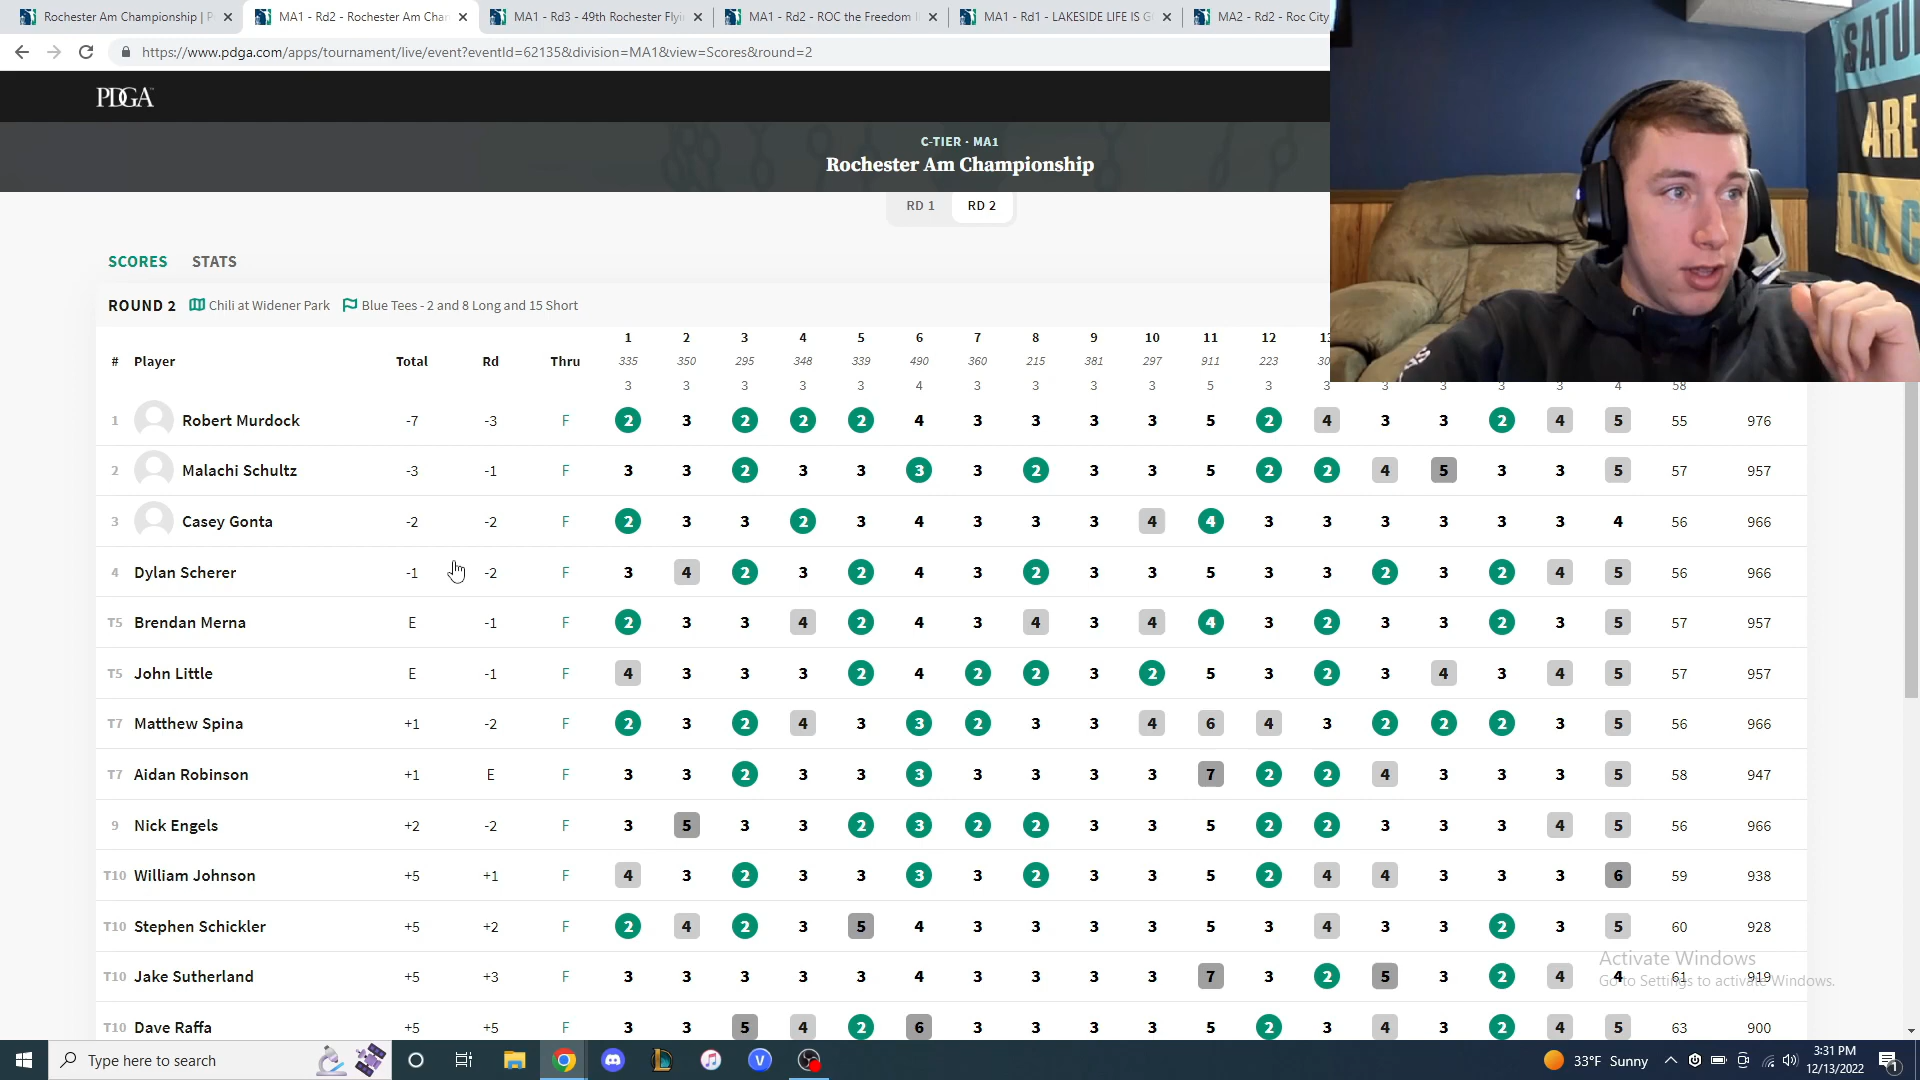 Rochester Am Championship | P
MA1 - Rd2 - Rochester Am Cham
MA1 - Rd3 - 49th Rochester Flyi
MA1 - Rd2 - ROC the Freedom
MA1 - Rd1 - LAKESIDE LIFE IS G
MA2 - Rd2 - Roc City
https://www.pdga.com/apps/tournament/live/event?eventId=62135&division=MA1&view=Scores&round=2
PDGA
SATU
ARE
THE C
C-TIER · MA1
Rochester Am Championship
RD 1 RD 2
SCORES STATS
ROUND 2 Chili at Widener Park Blue Tees - 2 and 8 Long and 15 Short
1 2 3 4 5 6 7 8 9 10 11 12 13
# Player Total Rd Thru 335 350 295 348 339 490 360 215 381 297 911 223 30
3 3 3 3 3 4 3 3 3 3 5 3 3 3 3 3 3 4 58
1 Robert Murdock -7 -3 F 2 3 2 2 2 4 3 3 3 3 5 2 4 3 3 2 4 5 55 976
2 Malachi Schultz -3 -1 F 3 3 2 3 3 3 3 2 3 3 5 2 2 4 5 3 3 5 57 957
3 Casey Gonta -2 -2 F 2 3 3 2 3 4 3 3 3 4 4 3 3 3 3 3 3 4 56 966
4 Dylan Scherer -1 -2 F 3 4 2 3 2 4 3 2 3 3 5 3 3 2 3 2 4 5 56 966
T5 Brendan Merna E -1 F 2 3 3 4 2 4 3 4 3 4 4 3 2 3 3 2 3 5 57 957
T5 John Little E -1 F 4 3 3 3 2 4 2 2 3 2 5 3 2 3 4 3 4 5 57 957
T7 Matthew Spina +1 -2 F 2 3 2 4 3 3 2 3 3 4 6 4 3 2 2 2 3 5 56 966
T7 Aidan Robinson +1 E F 3 3 2 3 3 3 3 3 3 3 7 2 2 4 3 3 3 5 58 947
9 Nick Engels +2 -2 F 3 5 3 3 2 3 2 2 3 3 5 2 2 3 3 3 4 5 56 966
T10 William Johnson +5 +1 F 4 3 2 3 3 3 3 2 3 3 5 2 4 4 3 3 3 6 59 938
T10 Stephen Schickler +5 +2 F 2 4 2 3 5 4 3 3 3 3 5 3 4 3 3 2 3 5 60 928
T10 Jake Sutherland +5 +3 F 3 3 3 3 3 4 3 3 3 3 7 3 2 5 3 2 4 4 61 919
T10 Dave Raffa +5 +5 F 3 3 5 4 2 6 3 3 3 3 5 2 3 4 3 2 4 5 63 900
Activate Windows
Go to Settings to activate Windows.
Type here to search
33°F Sunny
3:31 PM
12/13/2022
1